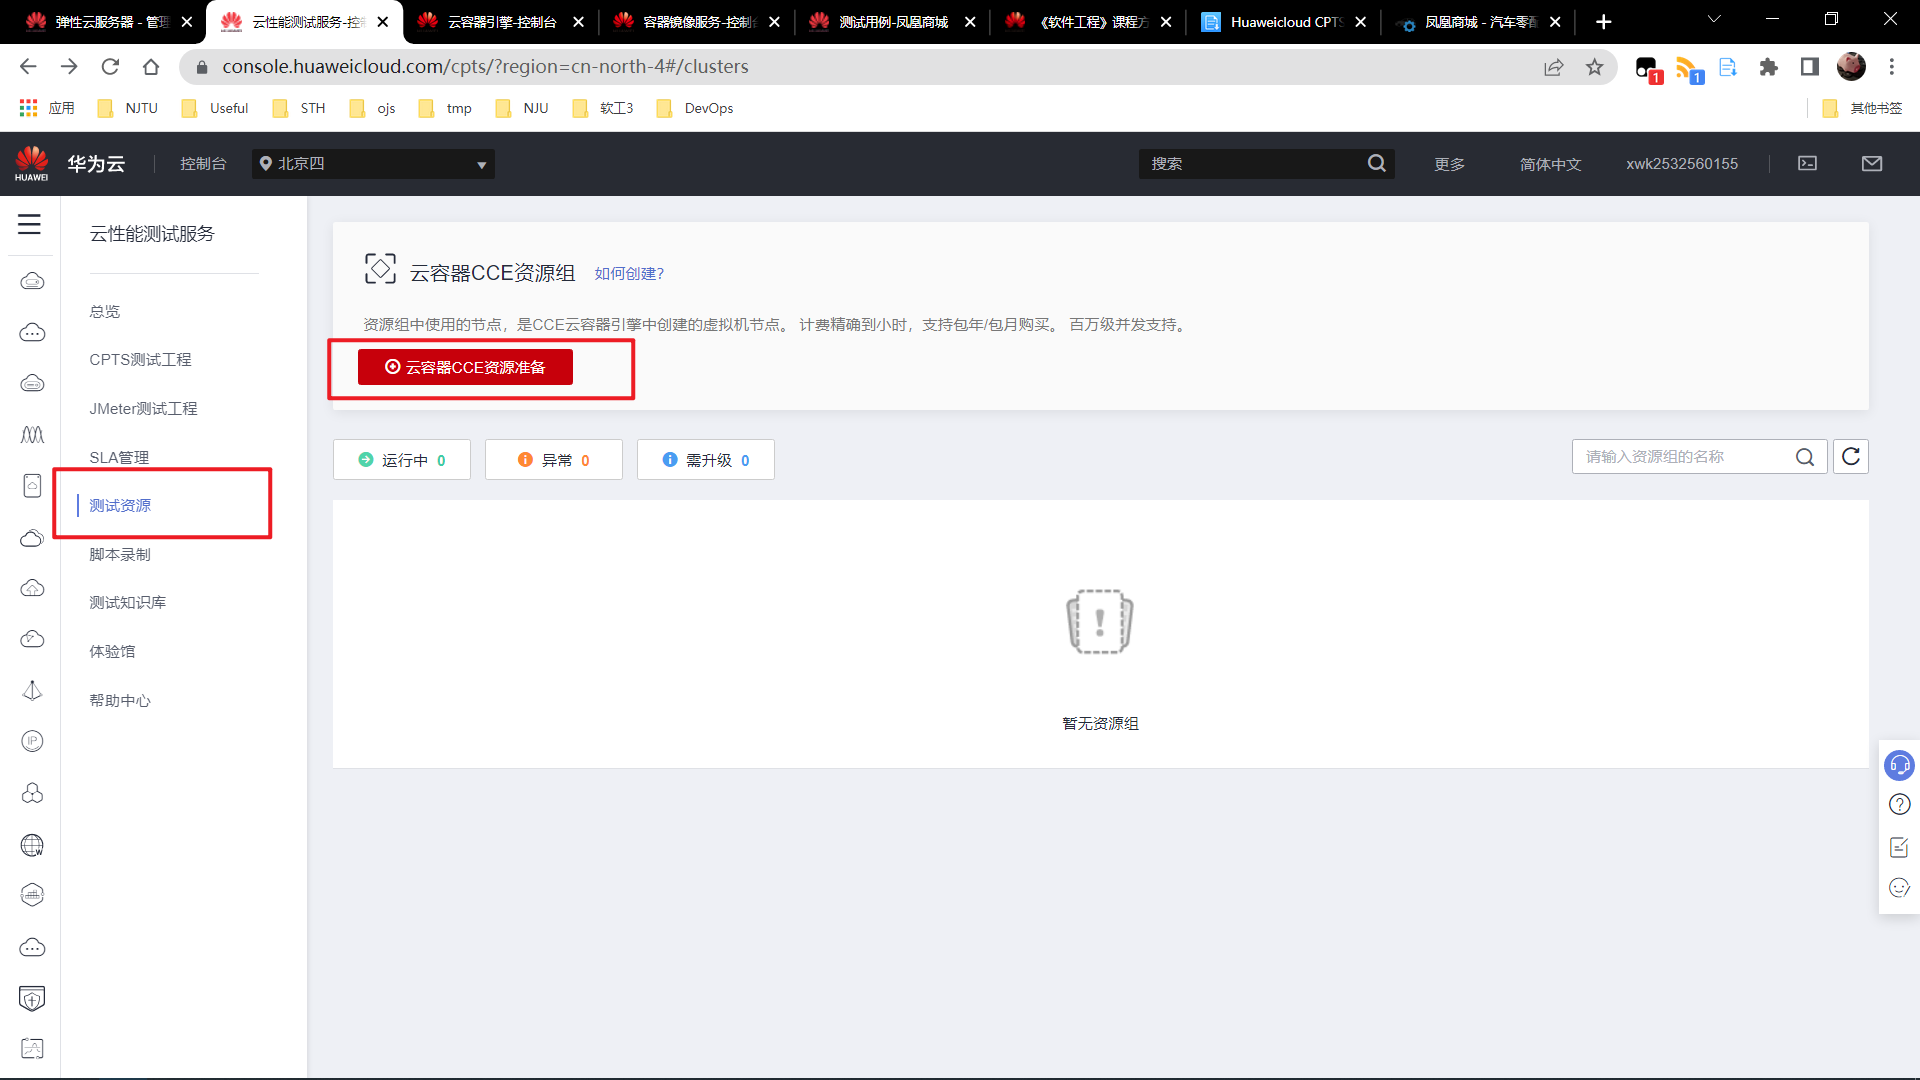 弹性云服务器 - 管理
云性能测试服务-控制
云容器引擎-控制台
容器镜像服务-控制台
测试用例-凤凰商城
《软件工程》课程方
Huaweicloud CPTS
凤凰商城 - 汽车零配
console.huaweicloud.com/cpts/?region=cn-north-4#/clusters
1
1
应用
NJTU
Useful
STH
ojs
tmp
NJU
软工3
DevOps
其他书签
HUAWEI
华为云
控制台
北京四
搜索
更多
简体中文
xwk2532560155
云性能测试服务
总览
CPTS测试工程
JMeter测试工程
SLA管理
测试资源
脚本录制
测试知识库
体验馆
帮助中心
云容器CCE资源组
如何创建?
资源组中使用的节点，是CCE云容器引擎中创建的虚拟机节点。 计费精确到小时，支持包年/包月购买。 百万级并发支持。
云容器CCE资源准备
运行中 0
异常 0
需升级 0
请输入资源组的名称
暂无资源组
IP
W